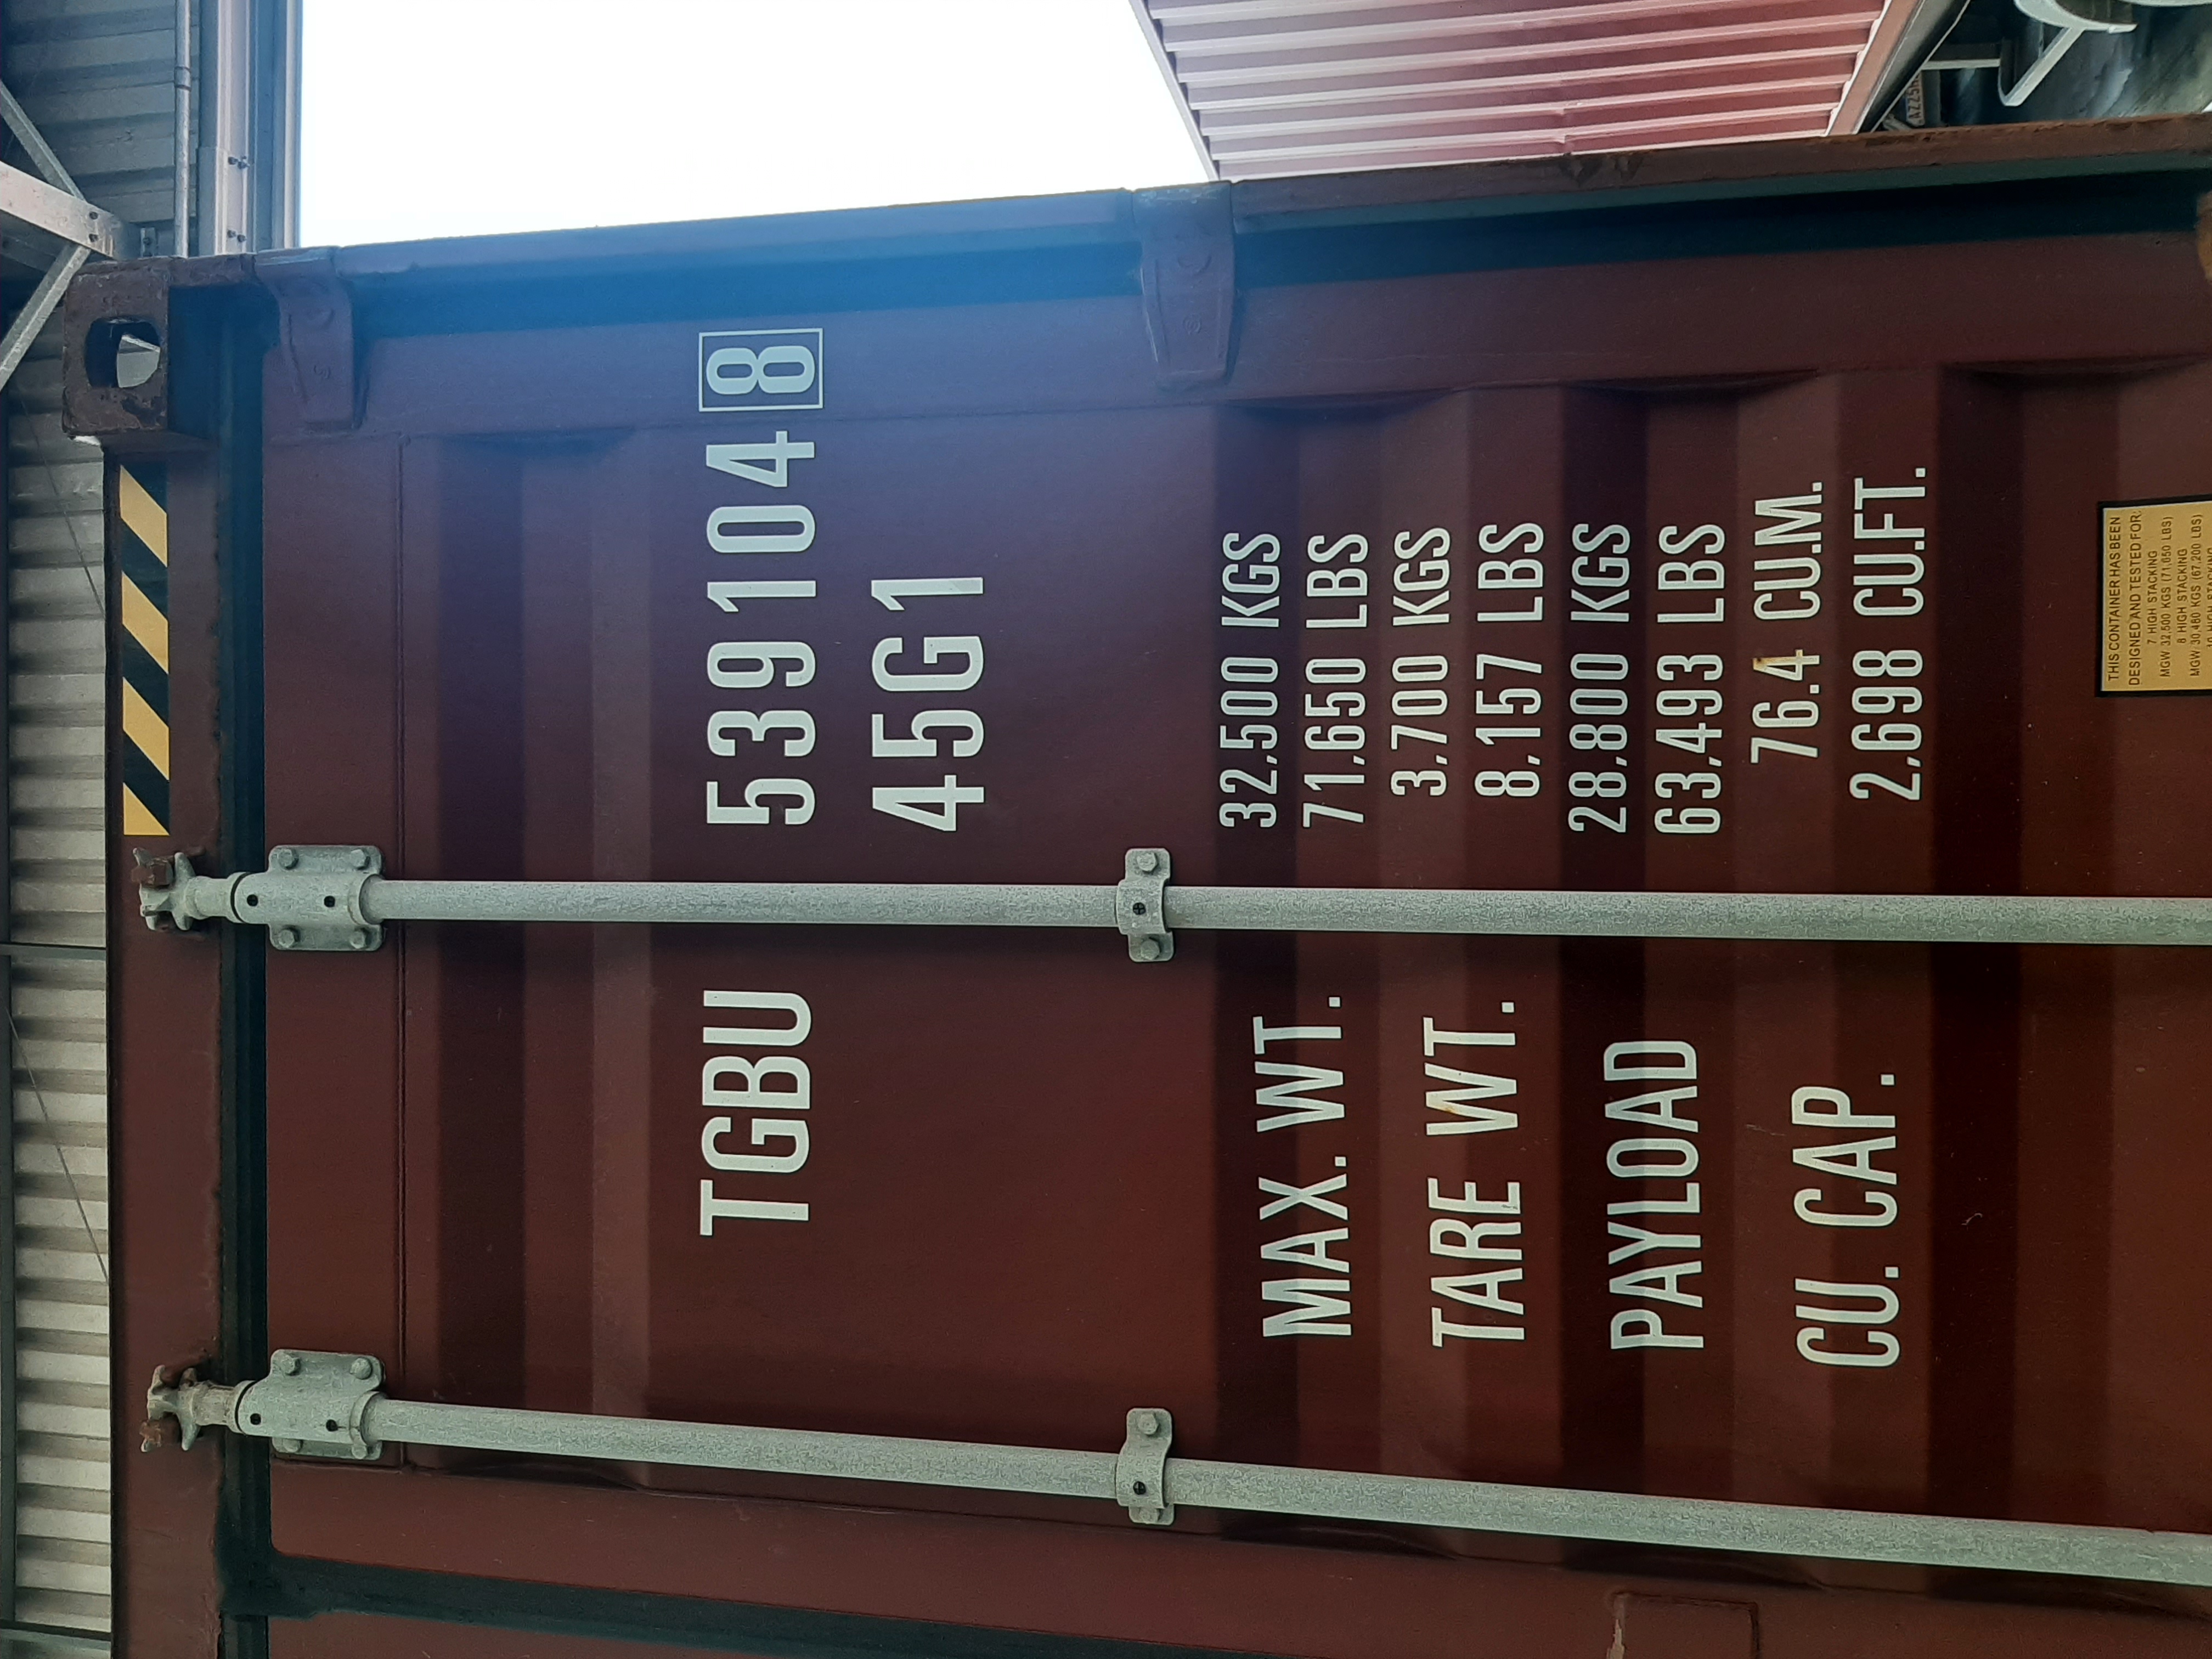 TGBU 539104 8
45G1
MAX. WT. 32,500 KGS
71,650 LBS
TARE WT. 3,700 KGS
8,157 LBS
PAYLOAD 28,800 KGS
63,493 LBS
CU. CAP. 76.4 CU.M.
2,698 CU.FT.
THIS CONTAINER HAS BEEN
DESIGNED AND TESTED FOR:
7 HIGH STACKING
MGW 32,500 KGS (71,650 LBS)
8 HIGH STACKING
MGW 30,480 KGS (67,200 LBS)